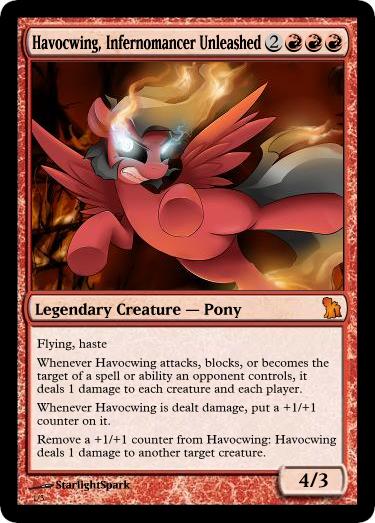 Havocwing, Infernomancer Unleashed 2
Legendary Creature — Pony
Flying, haste
Whenever Havocwing attacks, blocks, or becomes the
target of a spell or ability an opponent controls, it
deals 1 damage to each creature and each player.
Whenever Havocwing is dealt damage, put a +1/+1
counter on it.
Remove a +1/+1 counter from Havocwing: Havocwing
deals 1 damage to another target creature.
4/3
StarlightSpark